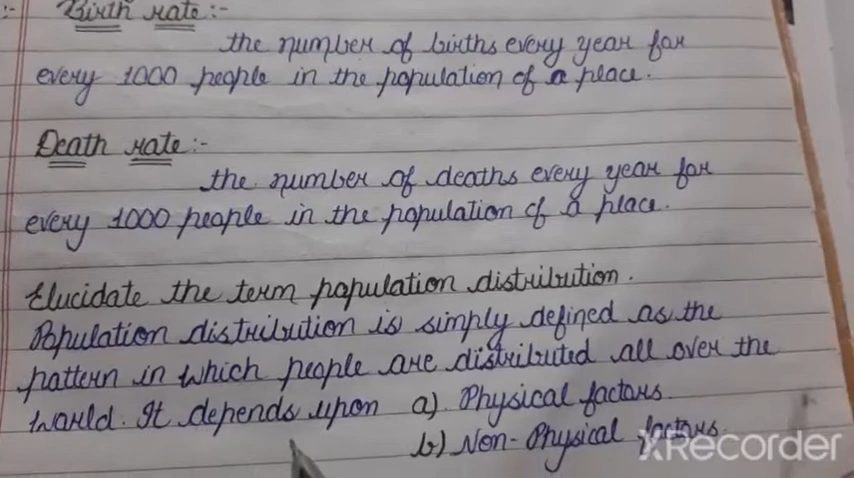 :-
Birth rate:-
the number of births every year for
every 1000 people in the population of a place.
Death rate:-
the number of deaths every year for
every 1000 people in the population of a place.
Elucidate the term population distribution.
Population distribution is simply defined as the
pattern in which people are distributed all over the
world. It depends upon a) Physical factors.
b) Non-Physical factors.
XRecorder